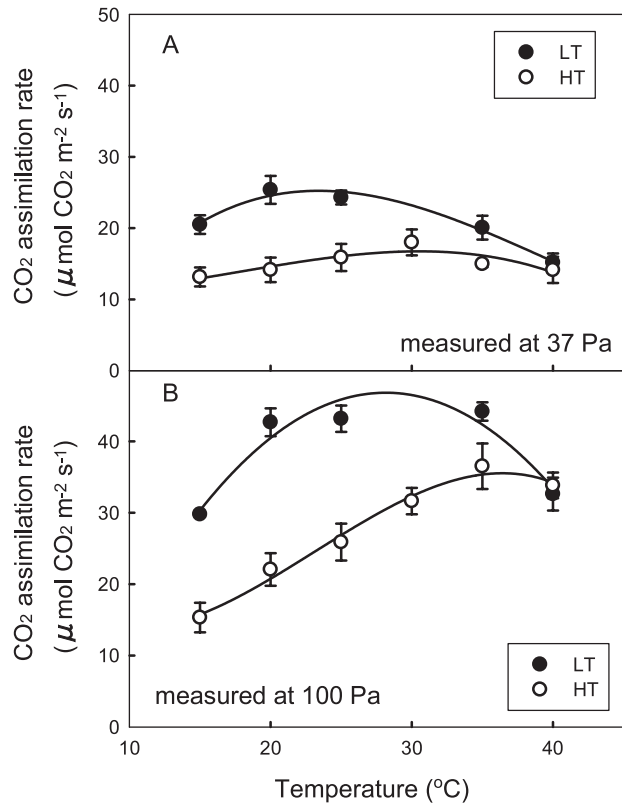 50
A
LT
HT
40
30
20
10
0
CO2 assimilation rate
(μmol CO2 m-2 s-1)
measured at 37 Pa
B
40
30
20
10
0
CO2 assimilation rate
(μmol CO2 m-2 s-1)
measured at 100 Pa
LT
HT
10
20
30
40
Temperature (oC)